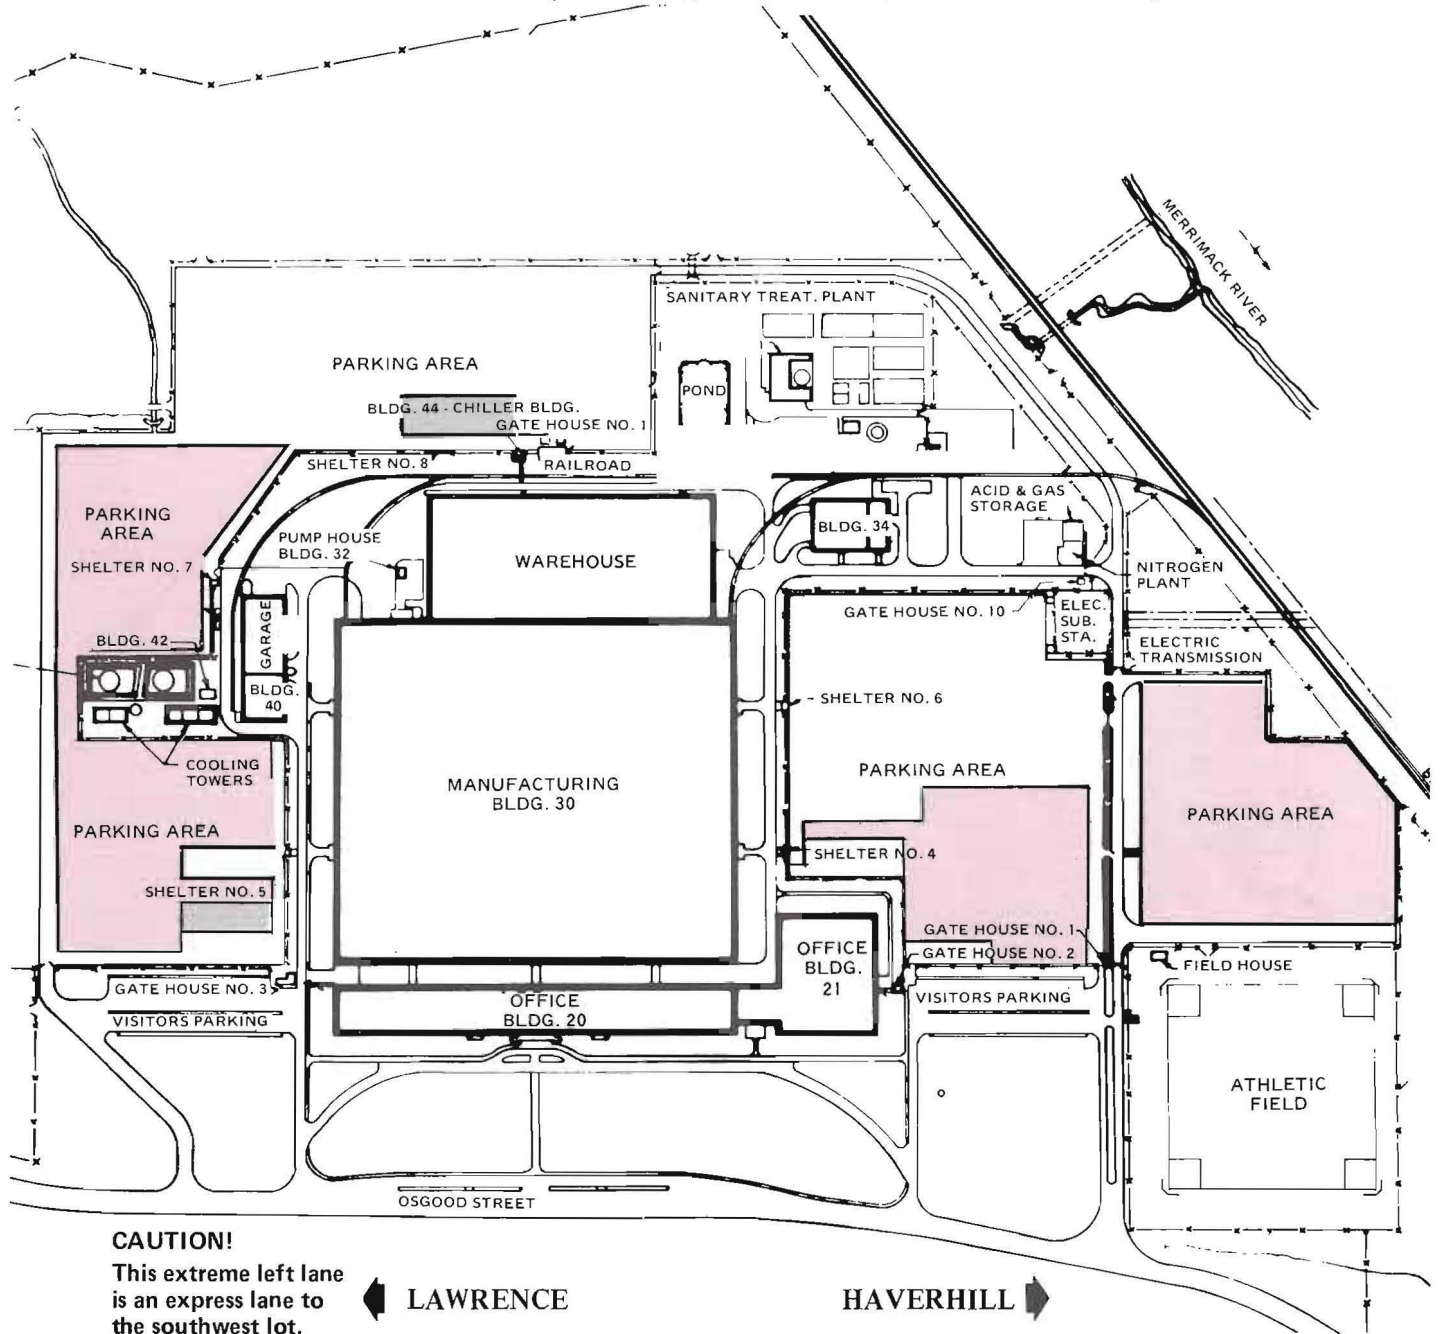 MERRIMACK RIVER
SANITARY TREAT. PLANT
PARKING AREA
POND
BLDG. 44 - CHILLER BLDG.
GATE HOUSE NO. 1
SHELTER NO. 8
RAILROAD
ACID & GAS
STORAGE
PARKING
AREA
PUMP HOUSE
BLDG. 32
WAREHOUSE
BLDG. 34
SHELTER NO. 7
NITROGEN
PLANT
GATE HOUSE NO. 10
ELEC.
SUB.
STA.
GARAGE
BLDG. 42
ELECTRIC
TRANSMISSION
BLDG.
40
SHELTER NO. 6
COOLING
TOWERS
MANUFACTURING
BLDG. 30
PARKING AREA
PARKING AREA
PARKING AREA
SHELTER NO. 4
SHELTER NO. 5
GATE HOUSE NO. 1
GATE HOUSE NO. 2
OFFICE
BLDG.
21
FIELD HOUSE
GATE HOUSE NO. 3
OFFICE
BLDG. 20
VISITORS PARKING
VISITORS PARKING
ATHLETIC
FIELD
OSGOOD STREET
CAUTION!
This extreme left lane
is an express lane to
the southwest lot.
LAWRENCE
HAVERHILL